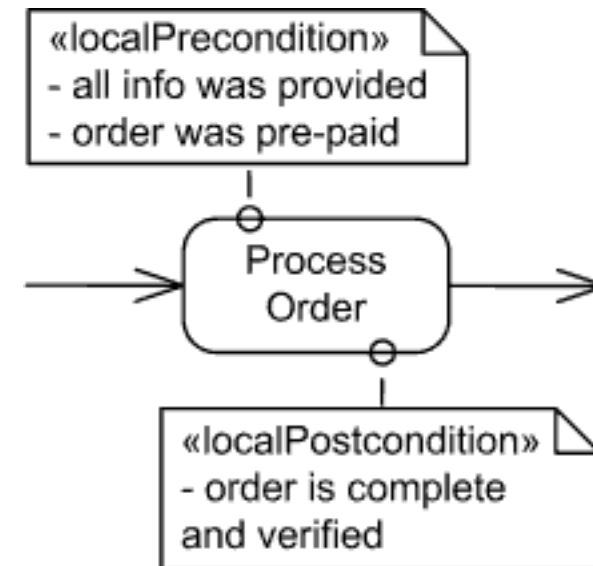 «localPrecondition»
- all info was provided
- order was pre-paid
Process
Order
«localPostcondition»
- order is complete
and verified